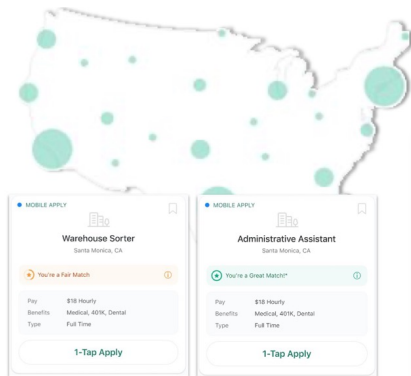 MOBILE APPLY
Warehouse Sorter
Santa Monica, CA
You're a Fair Match
Pay $18 Hourly
Benefits Medical, 401K, Dental
Type Full Time
1-Tap Apply
MOBILE APPLY
Administrative Assistant
Santa Monica, CA
You're a Great Match!*
Pay $18 Hourly
Benefits Medical, 401K, Dental
Type Full Time
1-Tap Apply